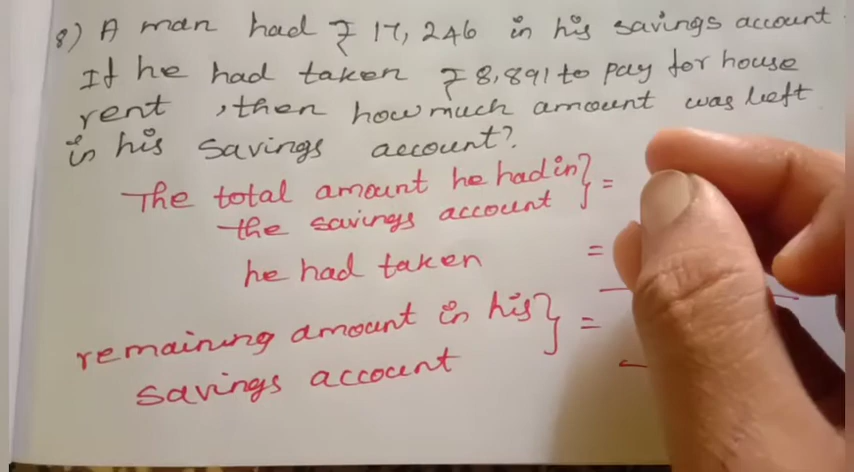 8) A man had ₹ 17,246 in his savings account.
If he had taken ₹8,891 to pay for house
rent, then how much amount was left
in his savings account?
The total amount he had in } =
the savings account
he had taken =
remaining amount in his } =
savings account